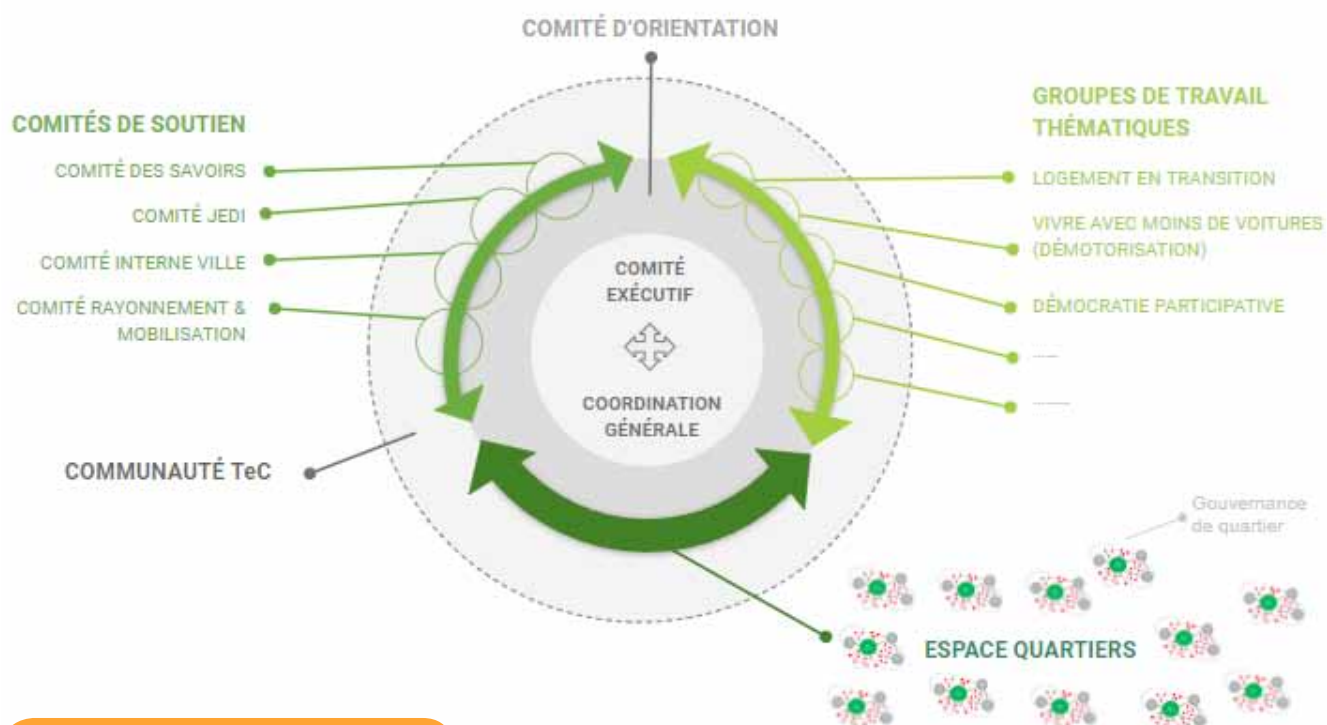 COMITÉ D'ORIENTATION
COMITÉS DE SOUTIEN
COMITÉ DES SAVOIRS
COMITÉ JEDI
COMITÉ INTERNE VILLE
COMITÉ RAYONNEMENT &
MOBILISATION
COMMUNAUTÉ TeC
COMITÉ
EXÉCUTIF
COORDINATION
GÉNÉRALE
GROUPES DE TRAVAIL
THÉMATIQUES
LOGEMENT EN TRANSITION
VIVRE AVEC MOINS DE VOITURES
(DÉMOTORISATION)
DÉMOCRATIE PARTICIPATIVE
......
.........
Gouvernance
de quartier
ESPACE QUARTIERS